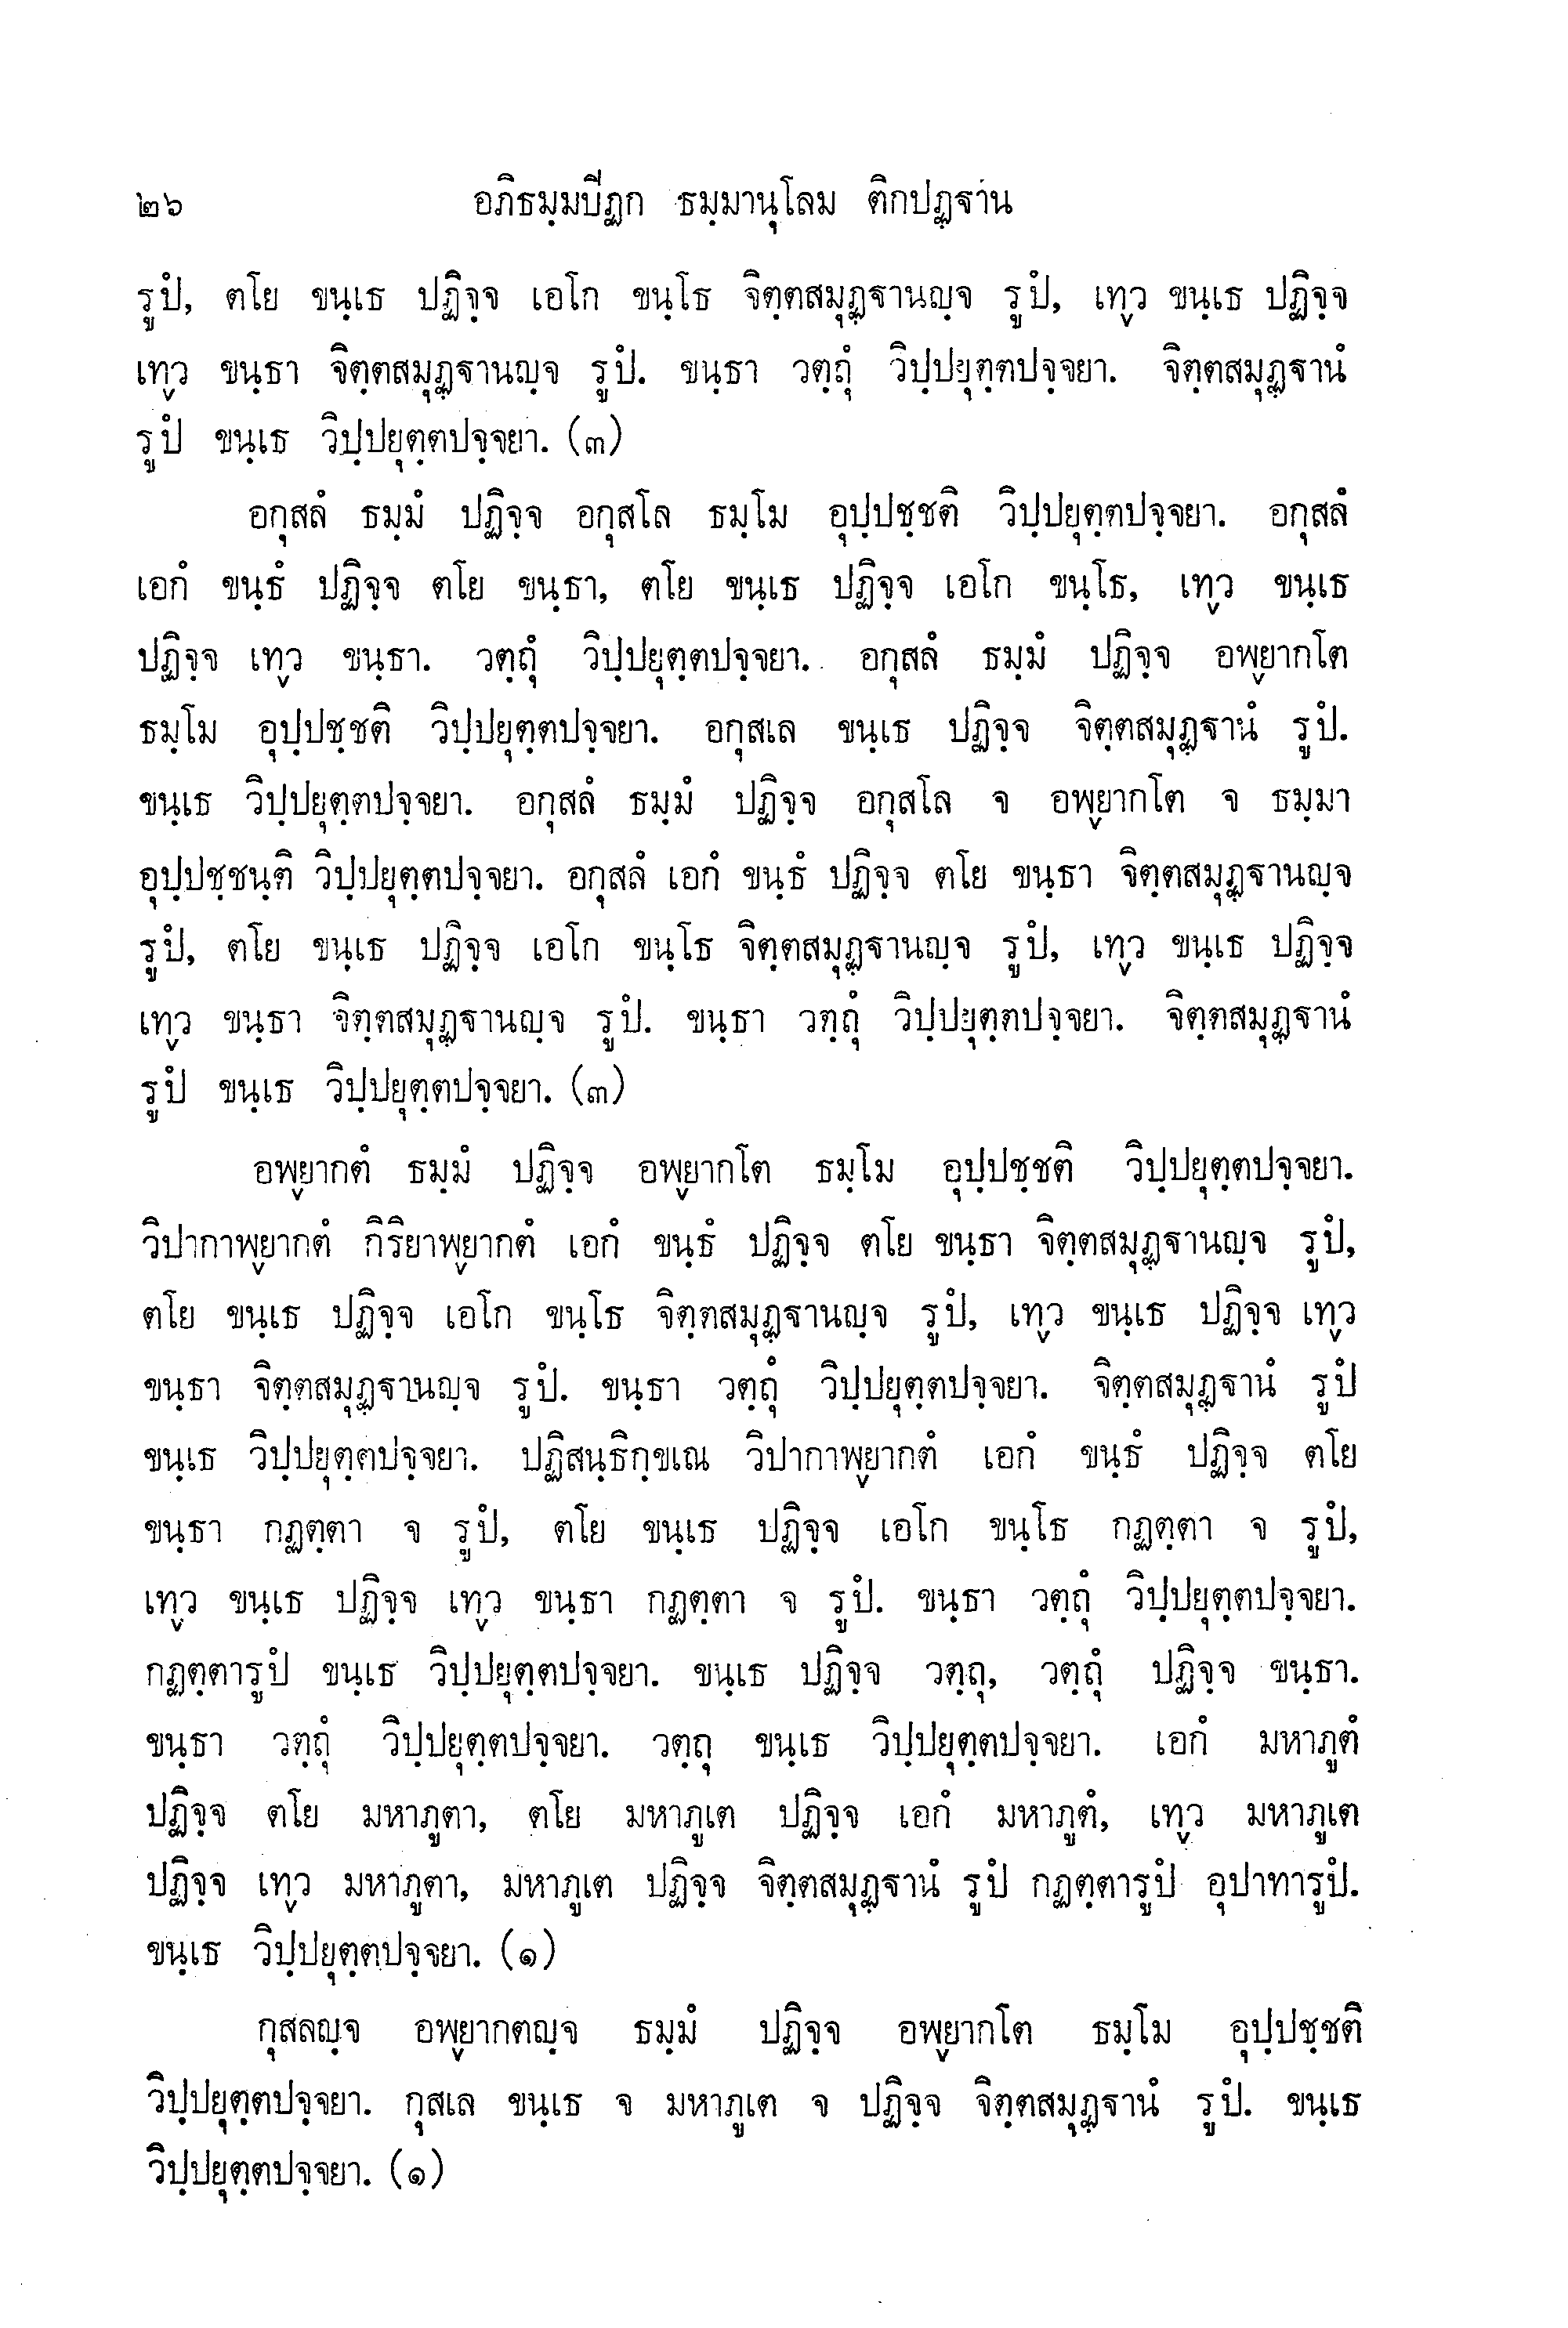 ๒๖ อภิธมฺมปีฏก ธมฺมานุโลม ติกปฏฺฐาน
รูปํ, ตโย ขนฺเธ ปฏิจฺจ เอโก ขนฺโธ จิตฺตสมุฏฺฐานญฺจ รูปํ, เทฺว ขนฺเธ ปฏิจฺจ
เทฺว ขนฺธา จิตฺตสมุฏฺฐานญฺจ รูปํ. ขนฺธา วตฺถุํ วิปฺปยุตฺตปจฺจยา. จิตฺตสมุฏฺฐานํ
รูปํ ขนฺเธ วิปฺปยุตฺตปจฺจยา. (๓)
อกุสลํ ธมฺมํ ปฏิจฺจ อกุสโล ธมฺโม อุปฺปชฺชติ วิปฺปยุตฺตปจฺจยา. อกุสลํ
เอกํ ขนฺธํ ปฏิจฺจ ตโย ขนฺธา, ตโย ขนฺเธ ปฏิจฺจ เอโก ขนฺโธ, เทฺว ขนฺเธ
ปฏิจฺจ เทฺว ขนฺธา. วตฺถุํ วิปฺปยุตฺตปจฺจยา. อกุสลํ ธมฺมํ ปฏิจฺจ อพฺยากโต
ธมฺโม อุปฺปชฺชติ วิปฺปยุตฺตปจฺจยา. อกุสเล ขนฺเธ ปฏิจฺจ จิตฺตสมุฏฺฐานํ รูปํ.
ขนฺเธ วิปฺปยุตฺตปจฺจยา. อกุสลํ ธมฺมํ ปฏิจฺจ อกุสโล จ อพฺยากโต จ ธมฺมา
อุปฺปชฺชนฺติ วิปฺปยุตฺตปจฺจยา. อกุสลํ เอกํ ขนฺธํ ปฏิจฺจ ตโย ขนฺธา จิตฺตสมุฏฺฐานญฺจ
รูปํ, ตโย ขนฺเธ ปฏิจฺจ เอโก ขนฺโธ จิตฺตสมุฏฺฐานญฺจ รูปํ, เทฺว ขนฺเธ ปฏิจฺจ
เทฺว ขนฺธา จิตฺตสมุฏฺฐานญฺจ รูปํ. ขนฺธา วตฺถุํ วิปฺปยุตฺตปจฺจยา. จิตฺตสมุฏฺฐานํ
รูปํ ขนฺเธ วิปฺปยุตฺตปจฺจยา. (๓)
อพฺยากตํ ธมฺมํ ปฏิจฺจ อพฺยากโต ธมฺโม อุปฺปชฺชติ วิปฺปยุตฺตปจฺจยา.
วิปากาพฺยากตํ กิริยาพฺยากตํ เอกํ ขนฺธํ ปฏิจฺจ ตโย ขนฺธา จิตฺตสมุฏฺฐานญฺจ รูปํ,
ตโย ขนฺเธ ปฏิจฺจ เอโก ขนฺโธ จิตฺตสมุฏฺฐานญฺจ รูปํ, เทฺว ขนฺเธ ปฏิจฺจ เทฺว
ขนฺธา จิตฺตสมุฏฺฐานญฺจ รูปํ. ขนฺธา วตฺถุํ วิปฺปยุตฺตปจฺจยา. จิตฺตสมุฏฺฐานํ รูปํ
ขนฺเธ วิปฺปยุตฺตปจฺจยา. ปฏิสนฺธิกฺขเณ วิปากาพฺยากตํ เอกํ ขนฺธํ ปฏิจฺจ ตโย
ขนฺธา กฏตฺตา จ รูปํ, ตโย ขนฺเธ ปฏิจฺจ เอโก ขนฺโธ กฏตฺตา จ รูปํ,
เทฺว ขนฺเธ ปฏิจฺจ เทฺว ขนฺธา กฏตฺตา จ รูปํ. ขนฺธา วตฺถุํ วิปฺปยุตฺตปจฺจยา.
กฏตฺตารูปํ ขนฺเธ วิปฺปยุตฺตปจฺจยา. ขนฺเธ ปฏิจฺจ วตฺถุ, วตฺถุํ ปฏิจฺจ ขนฺธา.
ขนฺธา วตฺถุํ วิปฺปยุตฺตปจฺจยา. วตฺถุ ขนฺเธ วิปฺปยุตฺตปจฺจยา. เอกํ มหาภูตํ
ปฏิจฺจ ตโย มหาภูตา, ตโย มหาภูเต ปฏิจฺจ เอกํ มหาภูตํ, เทฺว มหาภูเต
ปฏิจฺจ เทฺว มหาภูตา, มหาภูเต ปฏิจฺจ จิตฺตสมุฏฺฐานํ รูปํ กฏตฺตารูปํ อุปาทารูปํ.
ขนฺเธ วิปฺปยุตฺตปจฺจยา. (๑)
กุสลญฺจ อพฺยากตญฺจ ธมฺมํ ปฏิจฺจ อพฺยากโต ธมฺโม อุปฺปชฺชติ
วิปฺปยุตฺตปจฺจยา. กุสเล ขนฺเธ จ มหาภูเต จ ปฏิจฺจ จิตฺตสมุฏฺฐานํ รูปํ. ขนฺเธ
วิปฺปยุตฺตปจฺจยา. (๑)